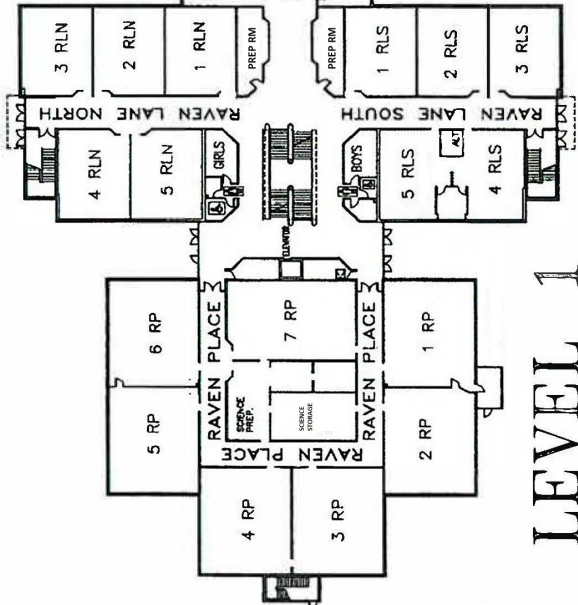 3 RLN
2 RLN
1 RLN
PREP RM
PREP RM
1 RLS
2 RLS
3 RLS
RAVEN LANE NORTH
RAVEN LANE SOUTH
4 RLN
5 RLN
GIRLS
BOYS
5 RLS
ALT
4 RLS
ELEVATOR
6 RP
RAVEN PLACE
7 RP
RAVEN PLACE
1 RP
5 RP
SCIENCE
PREP.
SCIENCE
STORAGE
2 RP
RAVEN PLACE
4 RP
3 RP
LEVEL 1